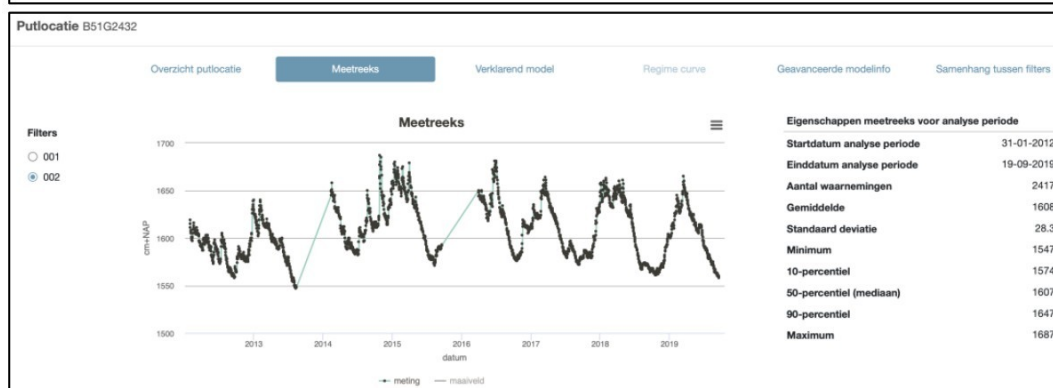 Putlocatie B51G2432
Overzicht putlocatie Meetreeks Verklarend model Regime curve Geavanceerde modelinfo Samenhang tussen filters
Filters
001
002
Meetreeks
cm+NAP
1700
1650
1600
1550
1500
2013 2014 2015 2016 2017 2018 2019
datum
meting maaiveld
Eigenschappen meetreeks voor analyse periode
Startdatum analyse periode 31-01-2012
Einddatum analyse periode 19-09-2019
Aantal waarnemingen 2417
Gemiddelde 1608
Standaard deviatie 28.3
Minimum 1547
10-percentiel 1574
50-percentiel (mediaan) 1607
90-percentiel 1647
Maximum 1687